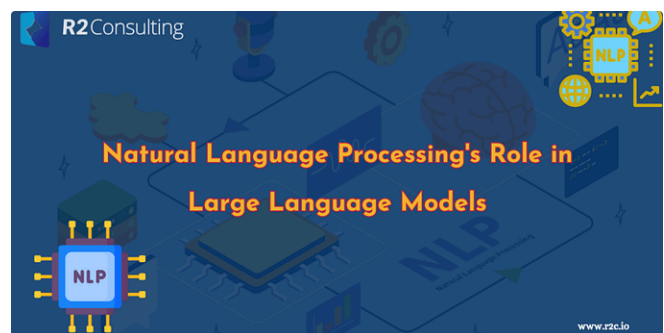 R2Consulting
NLP
A
Natural Language Processing's Role in
Large Language Models
NLP
Natural Language Processing
NLP
www.r2c.io